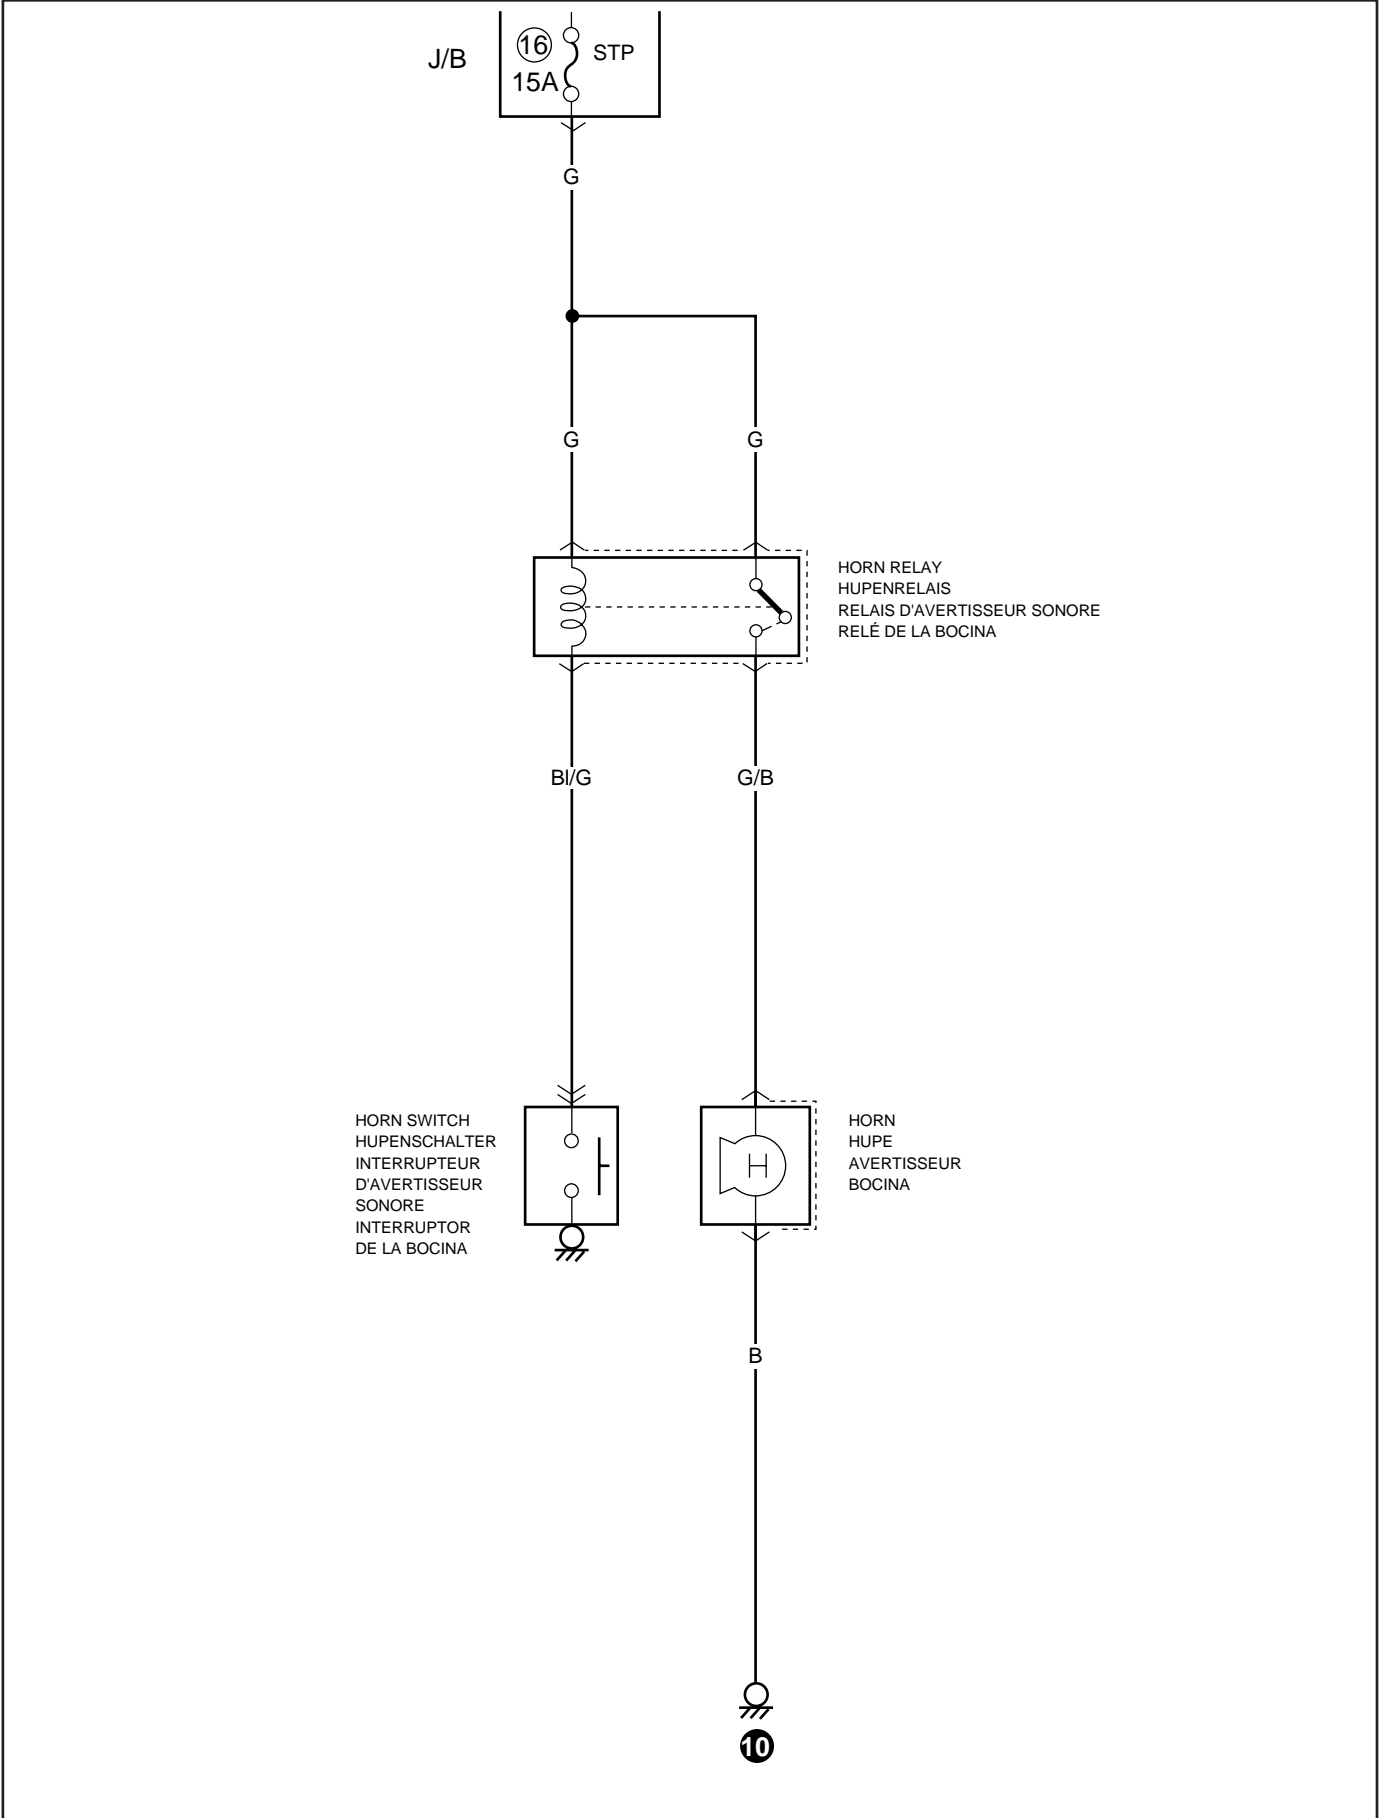 J/B
16
15A
STP
G
G
G
HORN RELAY
HUPENRELAIS
RELAIS D'AVERTISSEUR SONORE
RELÉ DE LA BOCINA
Bl/G
G/B
HORN SWITCH
HUPENSCHALTER
INTERRUPTEUR
D'AVERTISSEUR
SONORE
INTERRUPTOR
DE LA BOCINA
H
HORN
HUPE
AVERTISSEUR
BOCINA
B
10